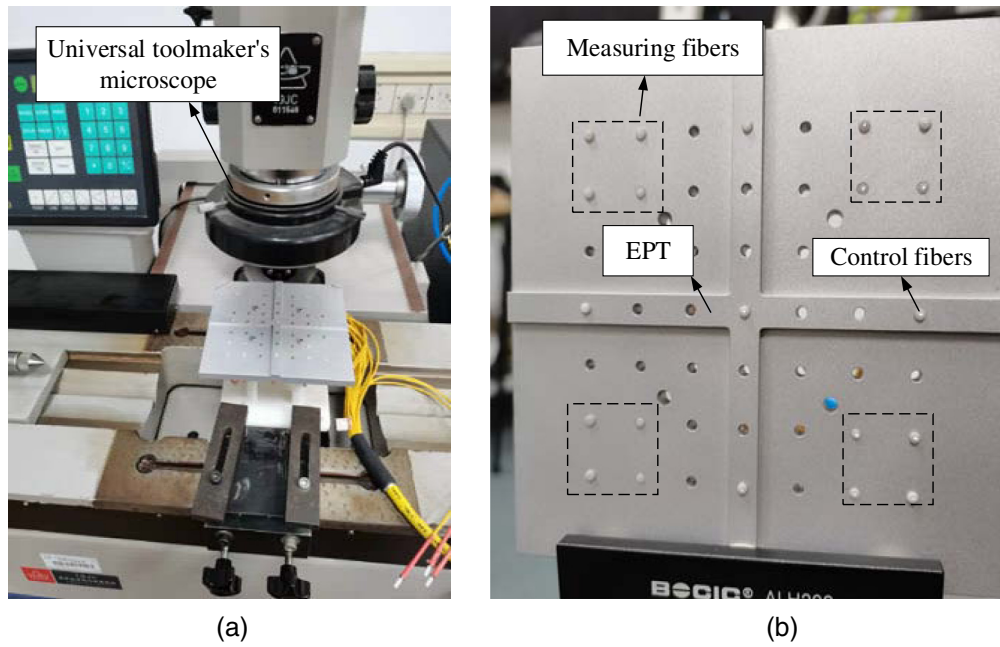 Universal toolmaker's
microscope
Measuring fibers
EPT
Control fibers
BOCIC®
(a)
(b)